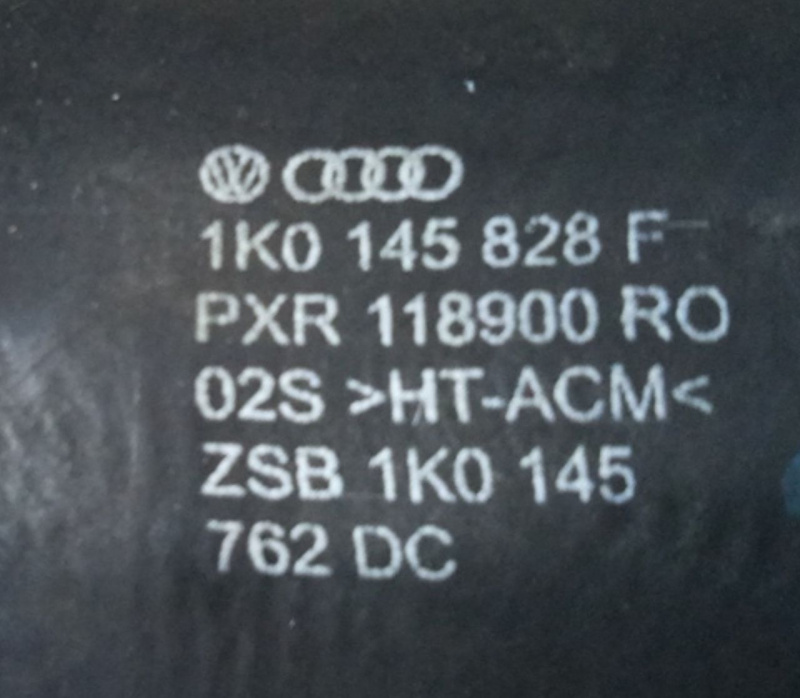 1K0 145 828 F
PXR 118900 RO
02S >HT-ACM<
ZSB 1K0 145
762 DC